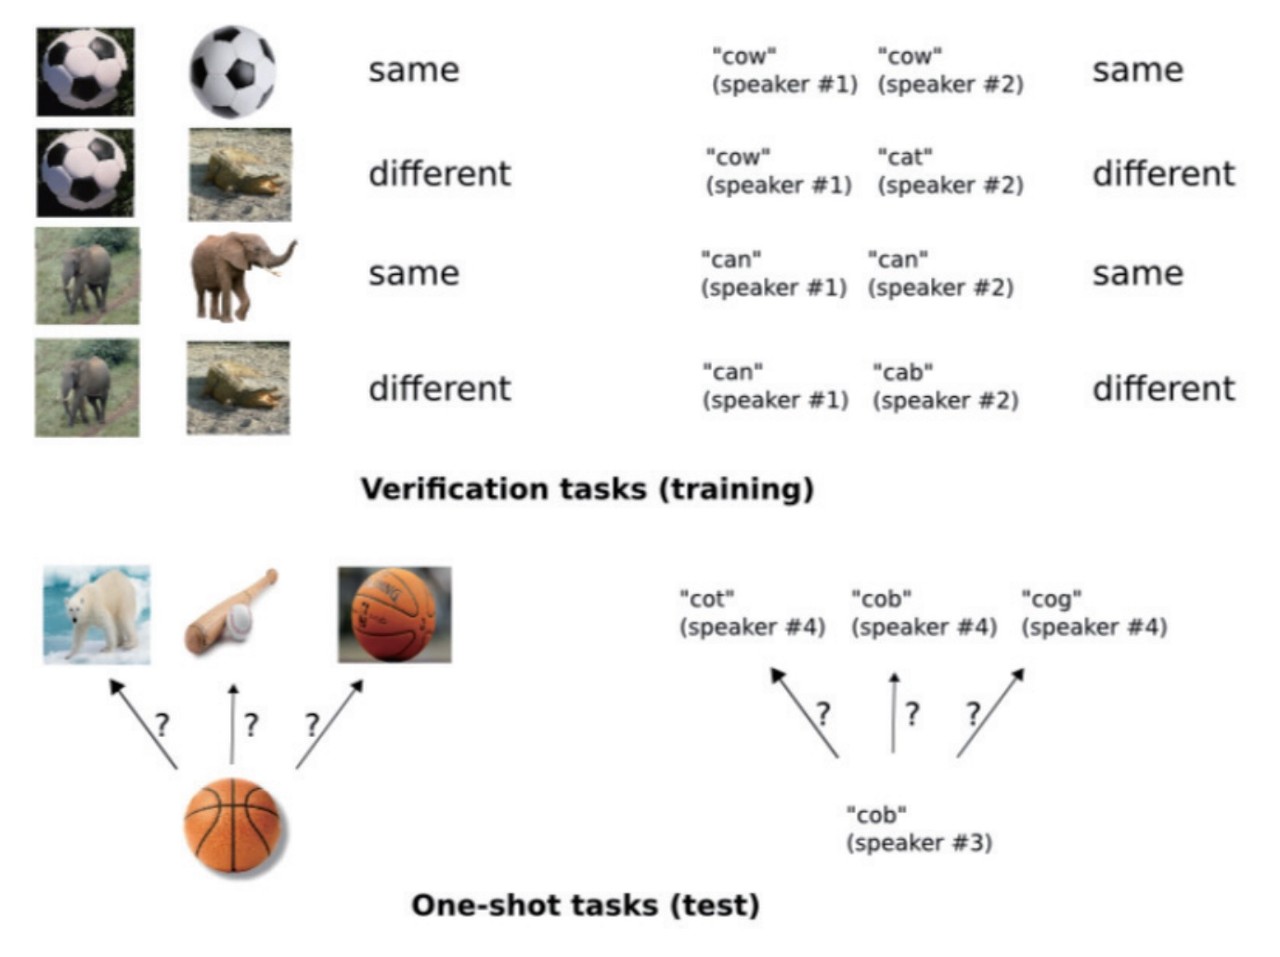 same
"cow" "cow"
(speaker #1) (speaker #2)
same
different
"cow" "cat"
(speaker #1) (speaker #2)
different
same
"can" "can"
(speaker #1) (speaker #2)
same
different
"can" "cab"
(speaker #1) (speaker #2)
different
Verification tasks (training)
"cot" "cob" "cog"
(speaker #4) (speaker #4) (speaker #4)
? ? ?
? ? ?
"cob"
(speaker #3)
One-shot tasks (test)